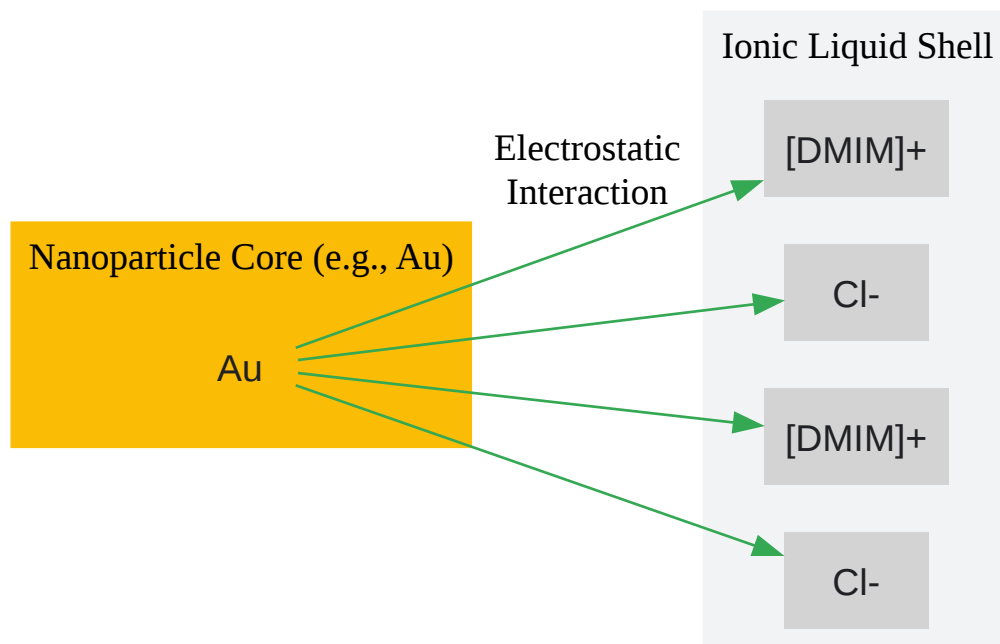 Ionic Liquid Shell
[DMIM]+
Electrostatic
Interaction
Nanoparticle Core (e.g., Au)
Cl-
Au
[DMIM]+
Cl-